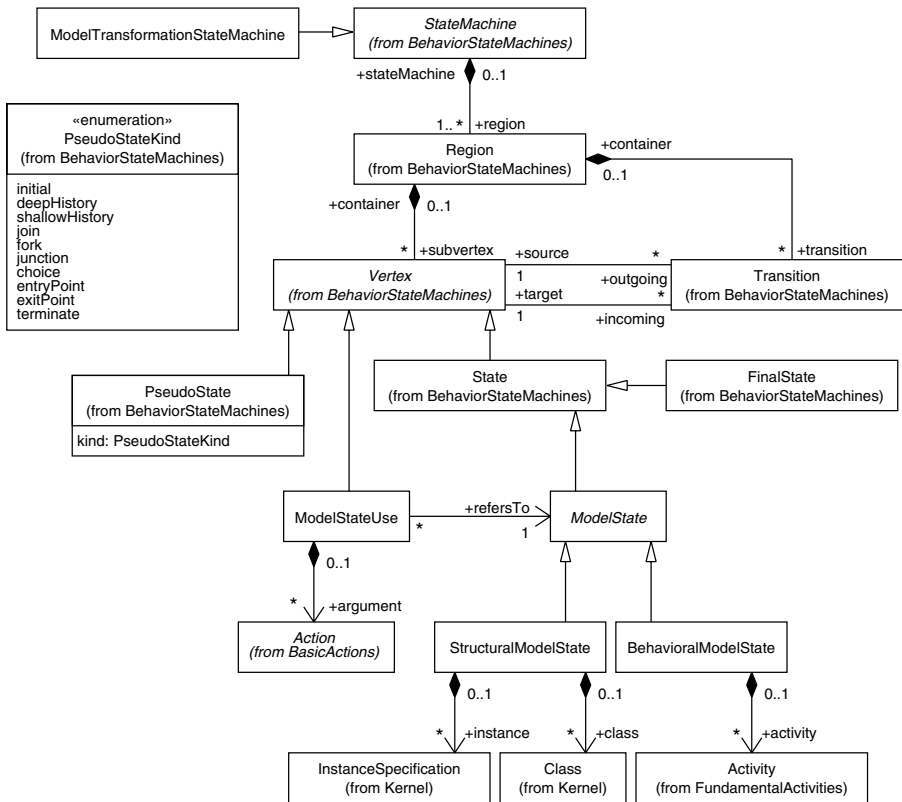 ModelTransformationStateMachine
StateMachine
(from BehaviorStateMachines)
+stateMachine
0..1
1.. *
+region
«enumeration»
PseudoStateKind
(from BehaviorStateMachines)
initial
deepHistory
shallowHistory
join
fork
junction
choice
entryPoint
exitPoint
terminate
Region
(from BehaviorStateMachines)
+container
0..1
+container
0..1
*
+subvertex
*
+transition
Vertex
(from BehaviorStateMachines)
+source
*
1
+outgoing
+target
*
1
+incoming
Transition
(from BehaviorStateMachines)
PseudoState
(from BehaviorStateMachines)
kind: PseudoStateKind
State
(from BehaviorStateMachines)
FinalState
(from BehaviorStateMachines)
ModelStateUse
+refersTo
*
1
ModelState
0..1
*
+argument
Action
(from BasicActions)
StructuralModelState
BehavioralModelState
0..1
0..1
0..1
*
+instance
*
+class
*
+activity
InstanceSpecification
(from Kernel)
Class
(from Kernel)
Activity
(from FundamentalActivities)